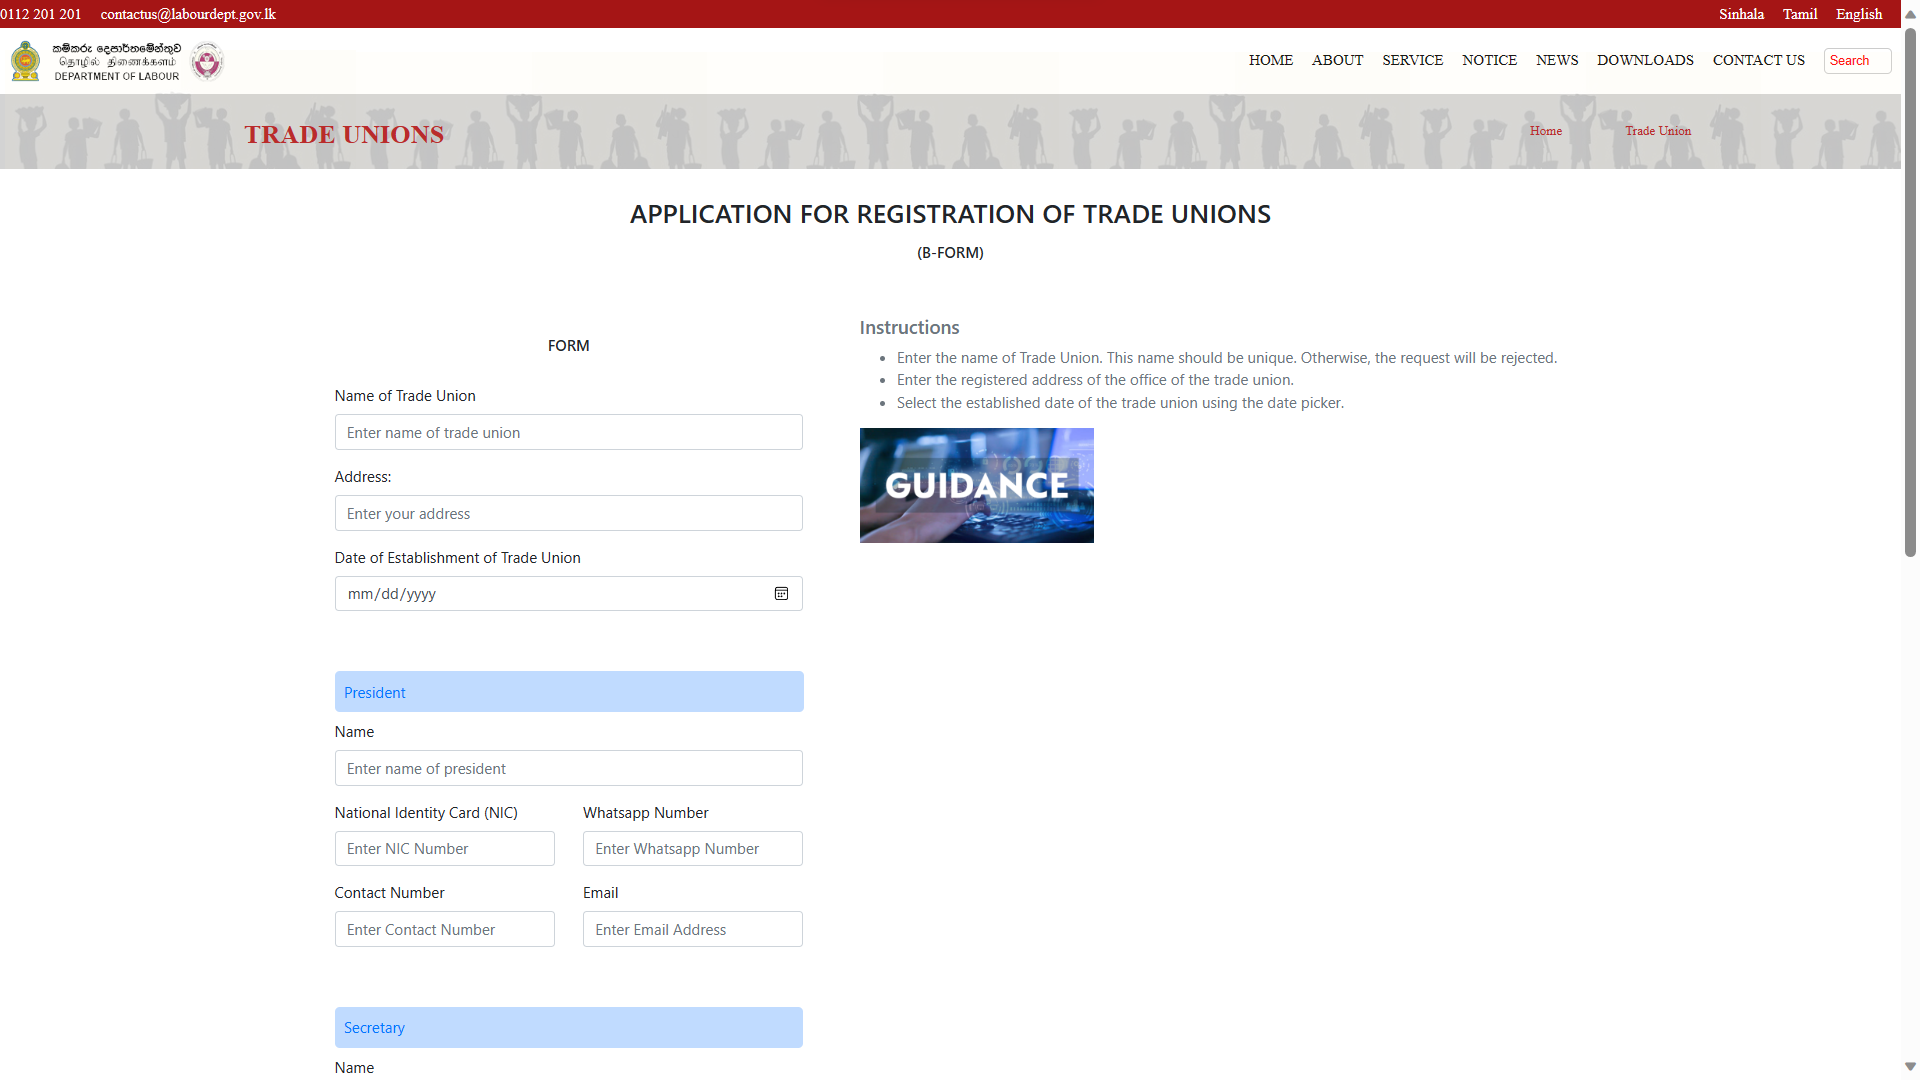 0112 201 201 contactus@labourdept.gov.lk Sinhala Tamil English
කම්කරු දෙපාර්තමේන්තුව
தொழில் திணைக்களம்
DEPARTMENT OF LABOUR
HOME ABOUT SERVICE NOTICE NEWS DOWNLOADS CONTACT US Search
TRADE UNIONS Home Trade Union
APPLICATION FOR REGISTRATION OF TRADE UNIONS
(B-FORM)
FORM
Name of Trade Union
Enter name of trade union
Address:
Enter your address
Date of Establishment of Trade Union
mm/dd/yyyy
President
Name
Enter name of president
National Identity Card (NIC) Whatsapp Number
Enter NIC Number Enter Whatsapp Number
Contact Number Email
Enter Contact Number Enter Email Address
Secretary
Name
Instructions
• Enter the name of Trade Union. This name should be unique. Otherwise, the request will be rejected.
• Enter the registered address of the office of the trade union.
• Select the established date of the trade union using the date picker.
GUIDANCE